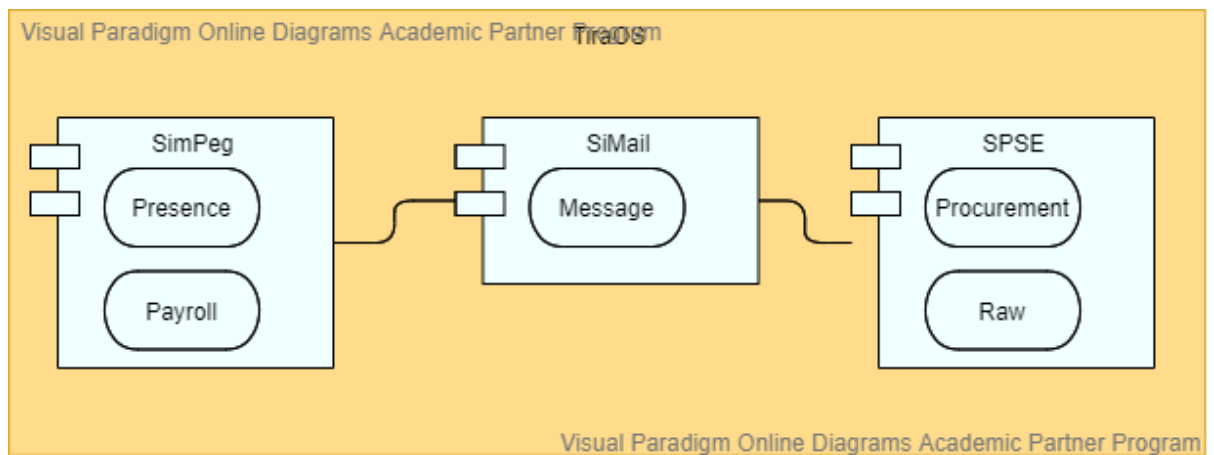 Visual Paradigm Online Diagrams Academic Partner Program
TiraOS
SimPeg
Presence
Payroll
SiMail
Message
SPSE
Procurement
Raw
Visual Paradigm Online Diagrams Academic Partner Program